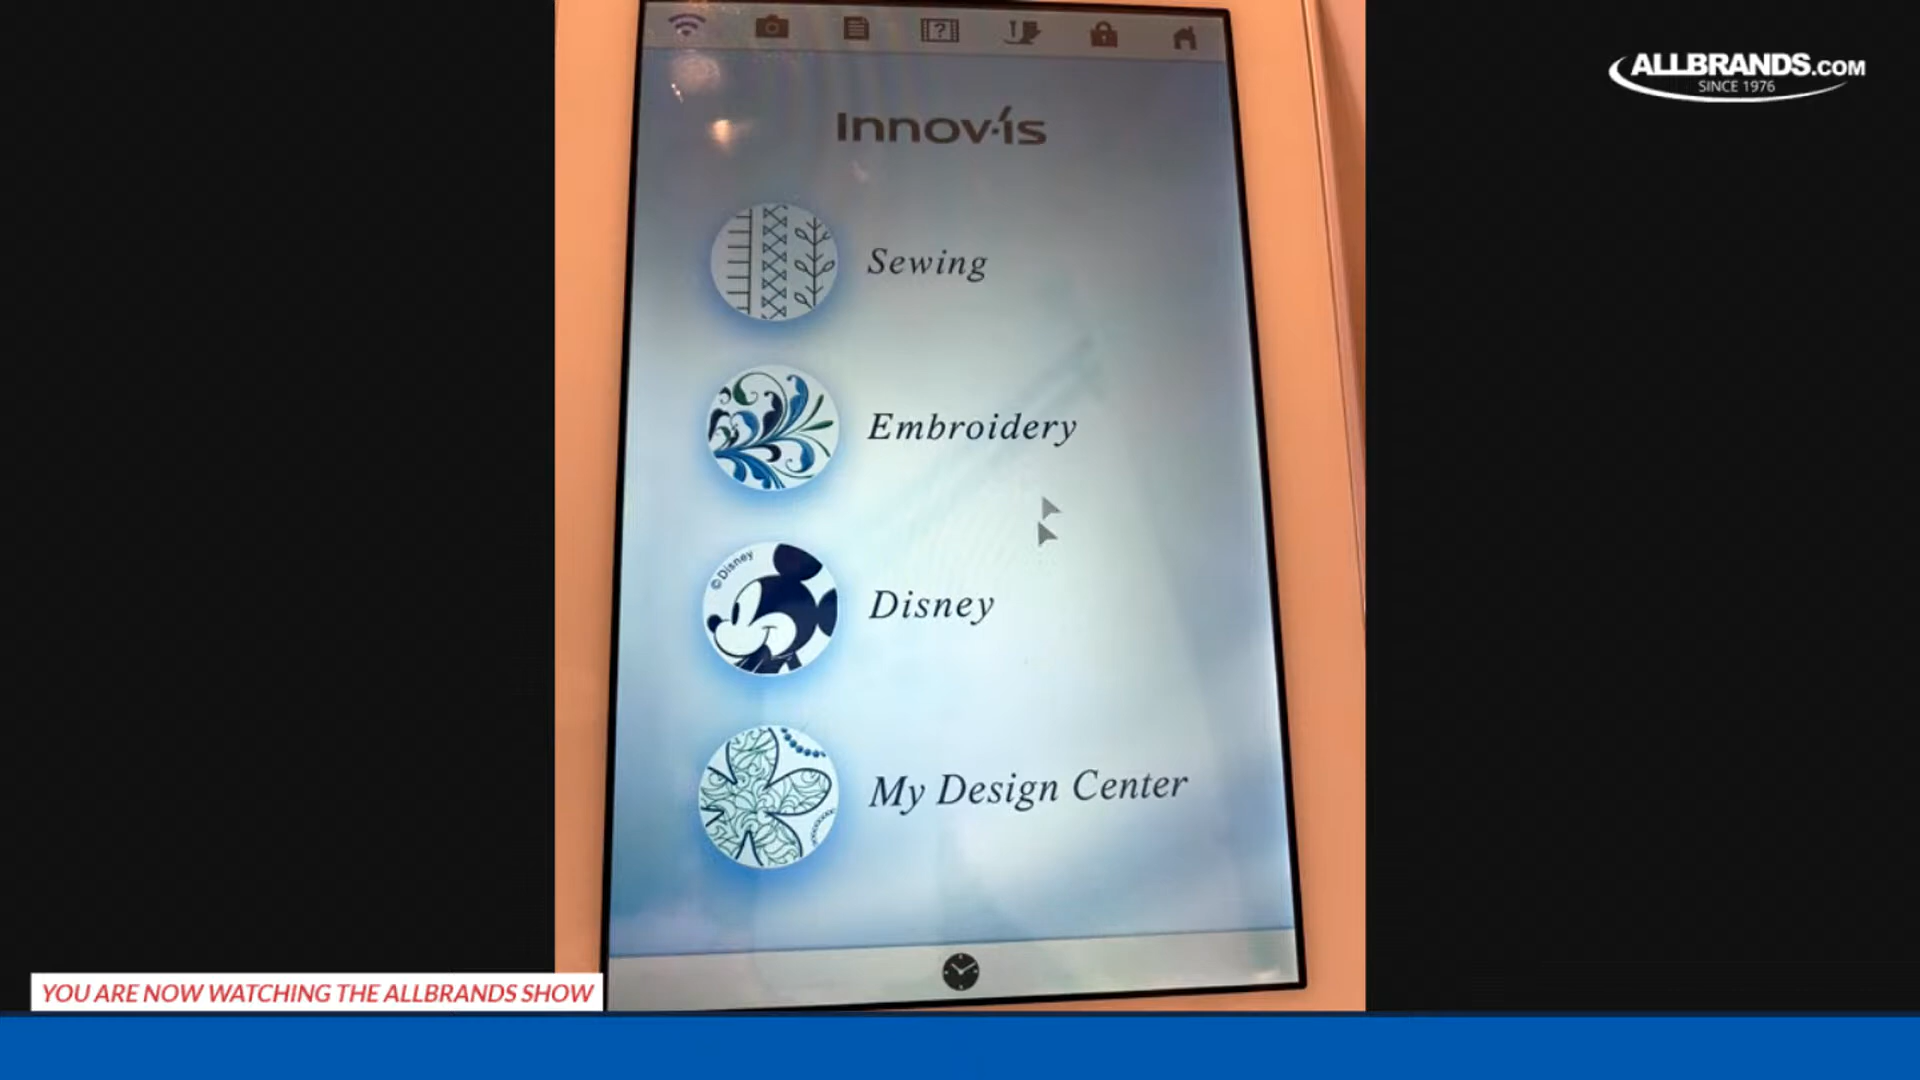 ALLBRANDS.COM
SINCE 1976
Innov-ís
Sewing
Embroidery
© Disney
Disney
My Design Center
YOU ARE NOW WATCHING THE ALLBRANDS SHOW